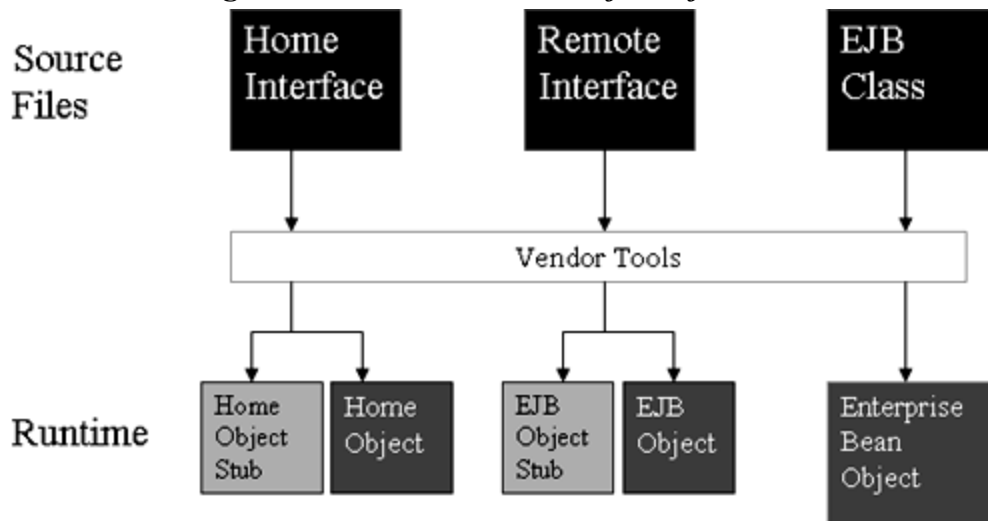 Source
Files
Home
Interface
Remote
Interface
EJB
Class
Vendor Tools
Runtime
Home
Object
Stub
Home
Object
EJB
Object
Stub
EJB
Object
Enterprise
Bean
Object